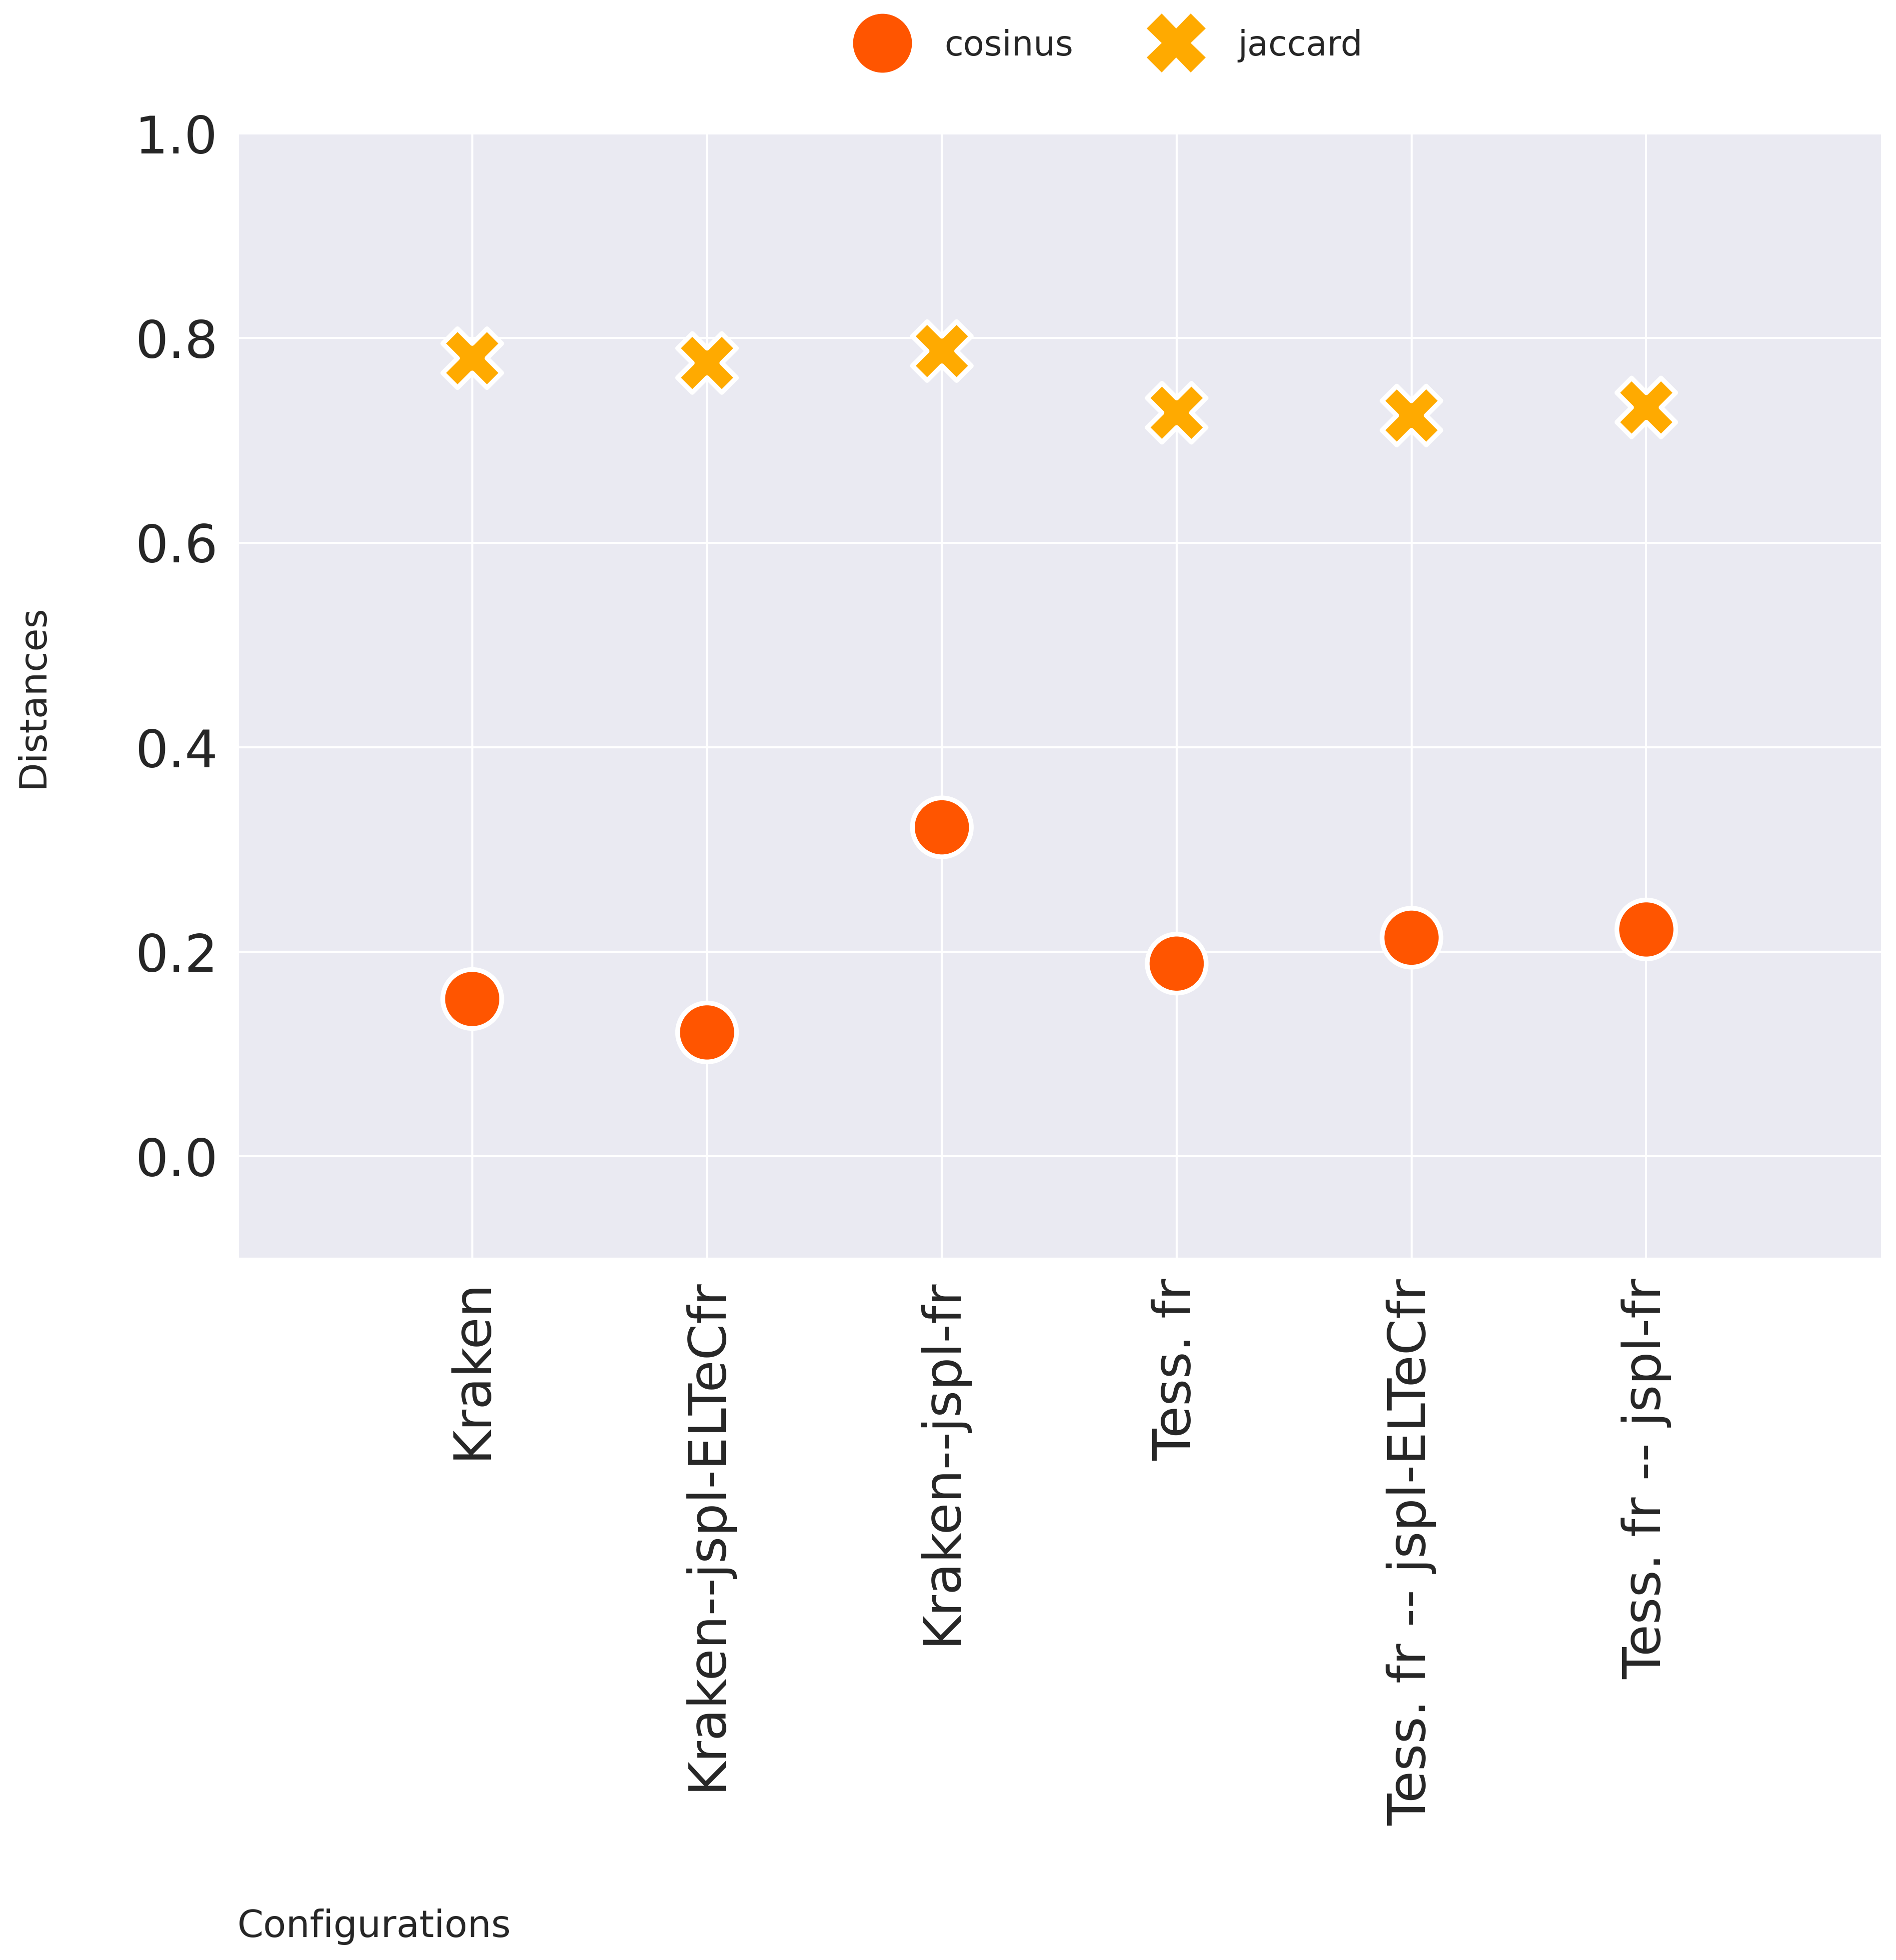 cosinus jaccard
1.0
0.8
0.6
0.4
0.2
0.0
Distances
Kraken
Kraken--jspl-ELTeCfr
Kraken--jspl-fr
Tess. fr
Tess. fr -- jspl-ELTeCfr
Tess. fr -- jspl-fr
Configurations